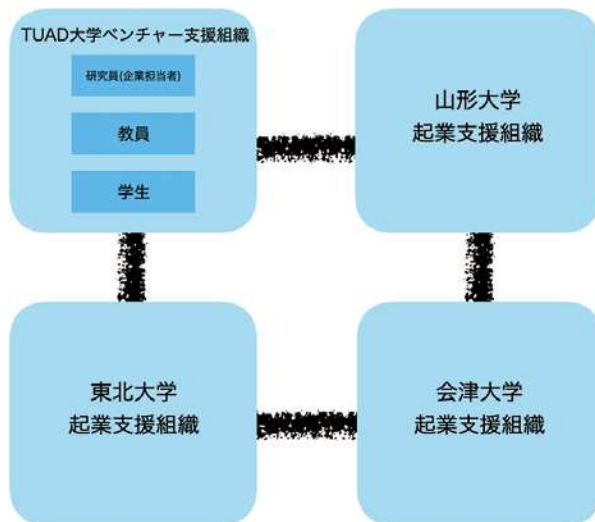 TUAD大学ベンチャー支援組織
研究員(企業担当者)
教員
学生
山形大学
起業支援組織
東北大学
起業支援組織
会津大学
起業支援組織